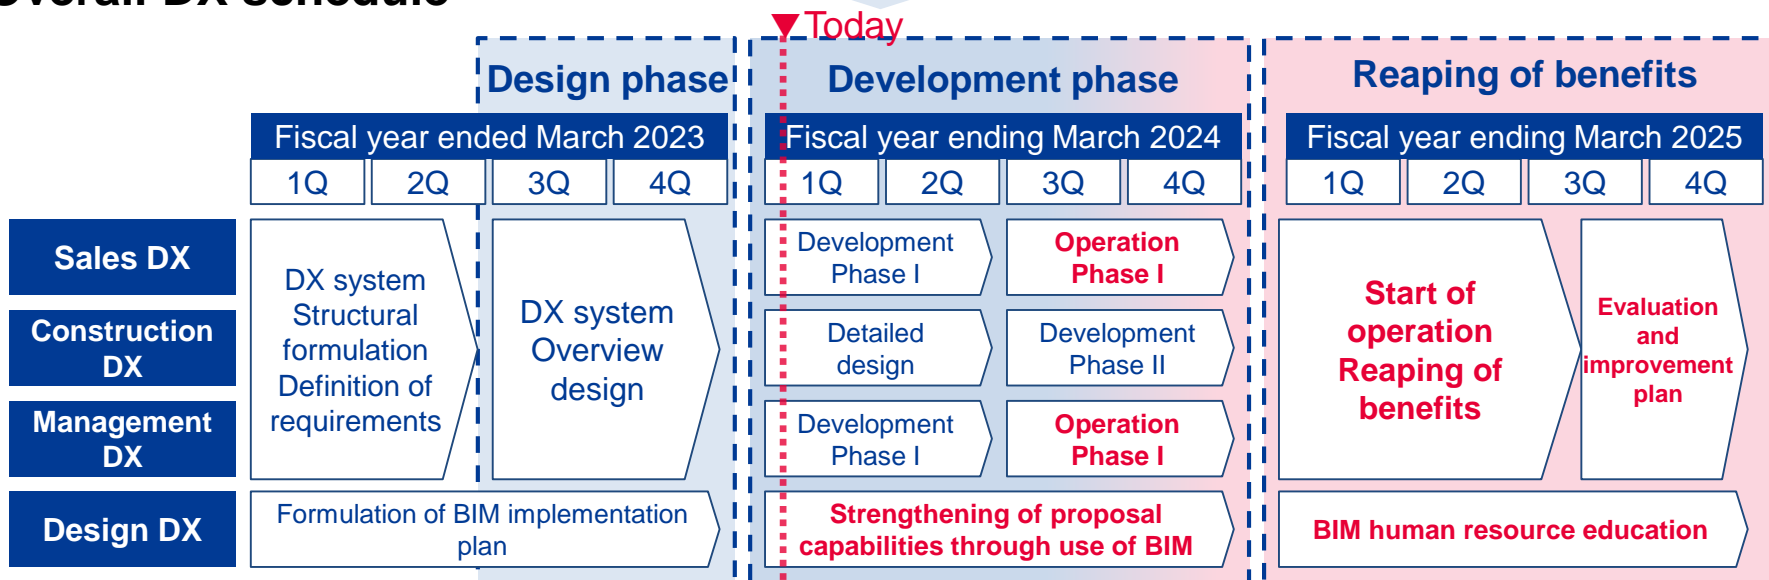 Overall DX schedule
Today
Design phase
Development phase
Reaping of benefits
Fiscal year ended March 2023
Fiscal year ending March 2024
Fiscal year ending March 2025
1Q
2Q
3Q
4Q
1Q
2Q
3Q
4Q
1Q
2Q
3Q
4Q
Sales DX
Construction
DX
Management
DX
Design DX
DX system
Structural
formulation
Definition of
requirements
DX system
Overview
design
Development
Phase I
Operation
Phase I
Detailed
design
Development
Phase II
Development
Phase I
Operation
Phase I
Start of
operation
Reaping of
benefits
Evaluation
and
improvement
plan
Formulation of BIM implementation
plan
Strengthening of proposal
capabilities through use of BIM
BIM human resource education